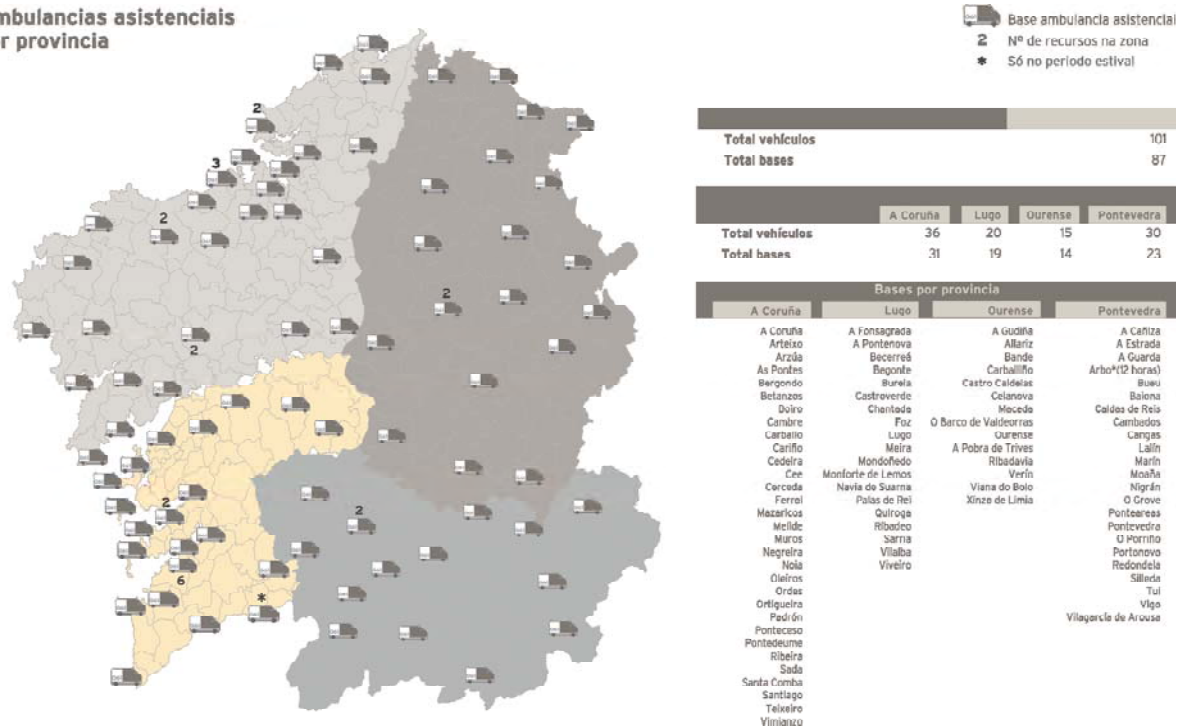 mbulancias asistenciais
or provincia
Base ambulancia asistencial
2 Nº de recursos na zona
* Só no periodo estival
Total vehículos 101
Total bases 87
A Coruña Lugo Ourense Pontevedra
Total vehículos 36 20 15 30
Total bases 31 19 14 23
Bases por provincia
A Coruña Lugo Ourense Pontevedra
A Coruña A Fonsagrada A Gudiña A Cañiza
Arteixo A Pontenova Allariz A Estrada
Arzúa Becerreá Bande A Guarda
As Pontes Begonte Carballiño Arbo*(12 horas)
Bergondo Burela Castro Caldelas Bueu
Betanzos Castroverde Celanova Baiona
Boiro Chantada Maceda Caldas de Reis
Cambre Foz O Barco de Valdeorras Cambados
Carballo Lugo Ourense Cangas
Cariño Meira A Pobra de Trives Lalín
Cedeira Mondoñedo Ribadavia Marín
Cee Monforte de Lemos Verín Moaña
Cerceda Navia de Suarna Viana do Bolo Nigrán
Ferrol Palas de Rei Xinzo de Limia O Grove
Mazaricos Quiroga Ponteareas
Melide Ribadeo Pontevedra
Muros Sarria O Porriño
Negreira Vilalba Portonovo
Noia Viveiro Redondela
Oleiros Silleda
Ordes Tui
Ortigueira Vigo
Padrón Vilagarcía de Arousa
Ponteceso
Pontedeume
Ribeira
Sada
Santa Comba
Santiago
Teixeiro
Vimianzo
2
3
2
2
2
2
2
6
*